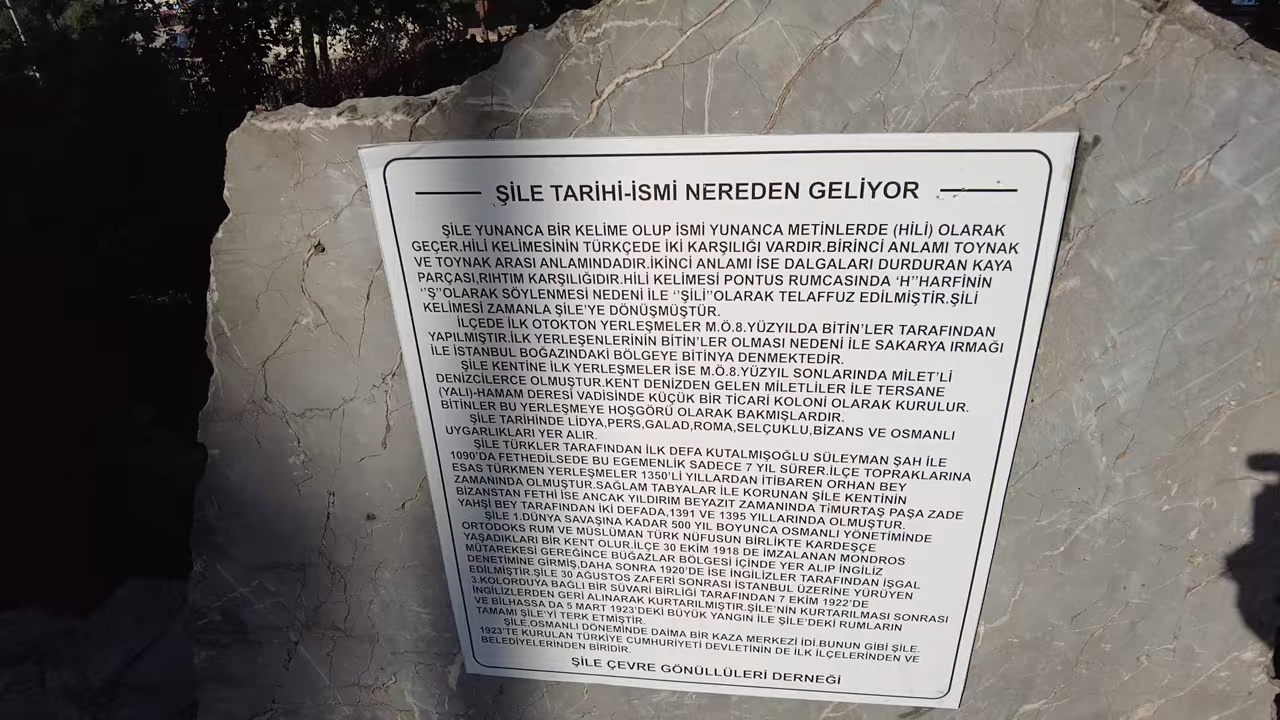 ŞİLE TARİHİ-İSMİ NEREDEN GELİYOR
ŞİLE YUNANCA BİR KELİME OLUP İSMİ YUNANCA METİNLERDE (HİLİ) OLARAK
GEÇER.HİLİ KELİMESİNİN TÜRKÇEDE İKİ KARŞILIĞI VARDIR.BİRİNCİ ANLAMI TOYNAK
VE TOYNAK ARASI ANLAMINDADIR.İKİNCİ ANLAMI İSE DALGALARI DURDURAN KAYA
PARÇASI,RIHTIM KARŞILIĞIDIR.HİLİ KELİMESİ PONTUS RUMCASINDA ‘H’’HARFİNİN
‘’Ş’’OLARAK SÖYLENMESİ NEDENİ İLE ‘’ŞİLİ’’OLARAK TELAFFUZ EDİLMİŞTİR.ŞİLİ
KELİMESİ ZAMANLA ŞİLE’YE DÖNÜŞMÜŞTÜR.
İLÇEDE İLK OTOKTON YERLEŞMELER M.Ö.8.YÜZYILDA BİTİN’LER TARAFINDAN
YAPILMIŞTIR.İLK YERLEŞENLERİNİN BİTİN’LER OLMASI NEDENİ İLE SAKARYA IRMAĞI
İLE İSTANBUL BOĞAZINDAKİ BÖLGEYE BİTİNYA DENMEKTEDİR.
ŞİLE KENTİNE İLK YERLEŞMELER İSE M.Ö.8.YÜZYIL SONLARINDA MİLET’Lİ
DENİZCİLERCE OLMUŞTUR.KENT DENİZDEN GELEN MİLETLİLER İLE TERSANE
(YALI)-HAMAM DERESİ VADİSİNDE KÜÇÜK BİR TİCARİ KOLONİ OLARAK KURULUR.
BİTİNLER BU YERLEŞMEYE HOŞGÖRÜ OLARAK BAKMIŞLARDIR.
ŞİLE TARİHİNDE LİDYA,PERS,GALAD,ROMA,SELÇUKLU,BİZANS VE OSMANLI
UYGARLIKLARI YER ALIR.
ŞİLE TÜRKLER TARAFINDAN İLK DEFA KUTALMIŞOĞLU SÜLEYMAN ŞAH İLE
1090’DA FETHEDİLSEDE BU EGEMENLİK SADECE 7 YIL SÜRER.İLÇE TOPRAKLARINA
ESAS TÜRKMEN YERLEŞMELER 1350’Lİ YILLARDAN İTİBAREN ORHAN BEY
ZAMANINDA OLMUŞTUR.SAĞLAM TABYALAR İLE KORUNAN ŞİLE KENTİNİN
BİZANSTAN FETHİ İSE ANCAK YILDIRIM BEYAZIT ZAMANINDA TİMURTAŞ PAŞA ZADE
YAHŞİ BEY TARAFINDAN İKİ DEFADA,1391 VE 1395 YILLARINDA OLMUŞTUR.
ŞİLE 1.DÜNYA SAVAŞINA KADAR 500 YIL BOYUNCA OSMANLI YÖNETİMİNDE
ORTODOKS RUM VE MÜSLÜMAN TÜRK NÜFUSUN BİRLİKTE KARDEŞÇE
YAŞADIKLARI BİR KENT OLUR.İLÇE 30 EKİM 1918 DE İMZALANAN MONDROS
MÜTAREKESİ GEREĞİNCE BUĞAZLAR BÖLGESİ İÇİNDE YER ALIP İNGİLİZ
DENETİMİNE GİRMİŞ,DAHA SONRA 1920’DE İSE İNGİLİZLER TARAFINDAN İŞGAL
EDİLMİŞTİR.ŞİLE 30 AĞUSTOS ZAFERİ SONRASI İSTANBUL ÜZERİNE YÜRÜYEN
3.KOLORDUYA BAĞLI BİR SÜVARİ BİRLİĞİ TARAFINDAN 7 EKİM 1922’DE
İNGİLİZLERDEN GERİ ALINARAK KURTARILMIŞTIR.ŞİLE’NİN KURTARILMASI SONRASI
VE BİLHASSA DA 5 MART 1923’DEKİ BÜYÜK YANGIN İLE ŞİLE’DEKİ RUMLARIN
TAMAMI ŞİLE’Yİ TERK ETMİŞTİR.
ŞİLE,OSMANLI DÖNEMİNDE DAİMA BİR KAZA MERKEZİ İDİ.BUNUN GİBİ ŞİLE.
1923’TE KURULAN TÜRKİYE CUMHURİYETİ DEVLETİNİN DE İLK İLÇELERİNDEN VE
BELEDİYELERİNDEN BİRİDİR.
ŞİLE ÇEVRE GÖNÜLLÜLERİ DERNEĞİ